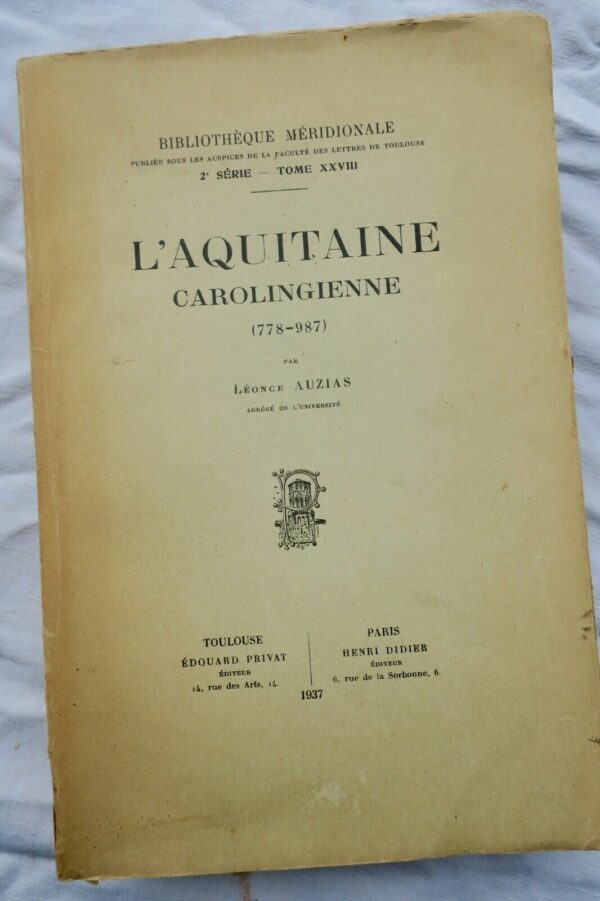 BIBLIOTHÈQUE MÉRIDIONALE
PUBLIÉE SOUS LES AUSPICES DE LA FACULTÉ DES LETTRES DE TOULOUSE
2e SÉRIE — TOME XXVIII
L'AQUITAINE
CAROLINGIENNE
(778-987)
PAR
LÉONCE AUZIAS
AGRÉGÉ DE L'UNIVERSITÉ
TOULOUSE
ÉDOUARD PRIVAT
ÉDITEUR
14, rue des Arts, 14.
PARIS
HENRI DIDIER
ÉDITEUR
6, rue de la Sorbonne, 6.
1937